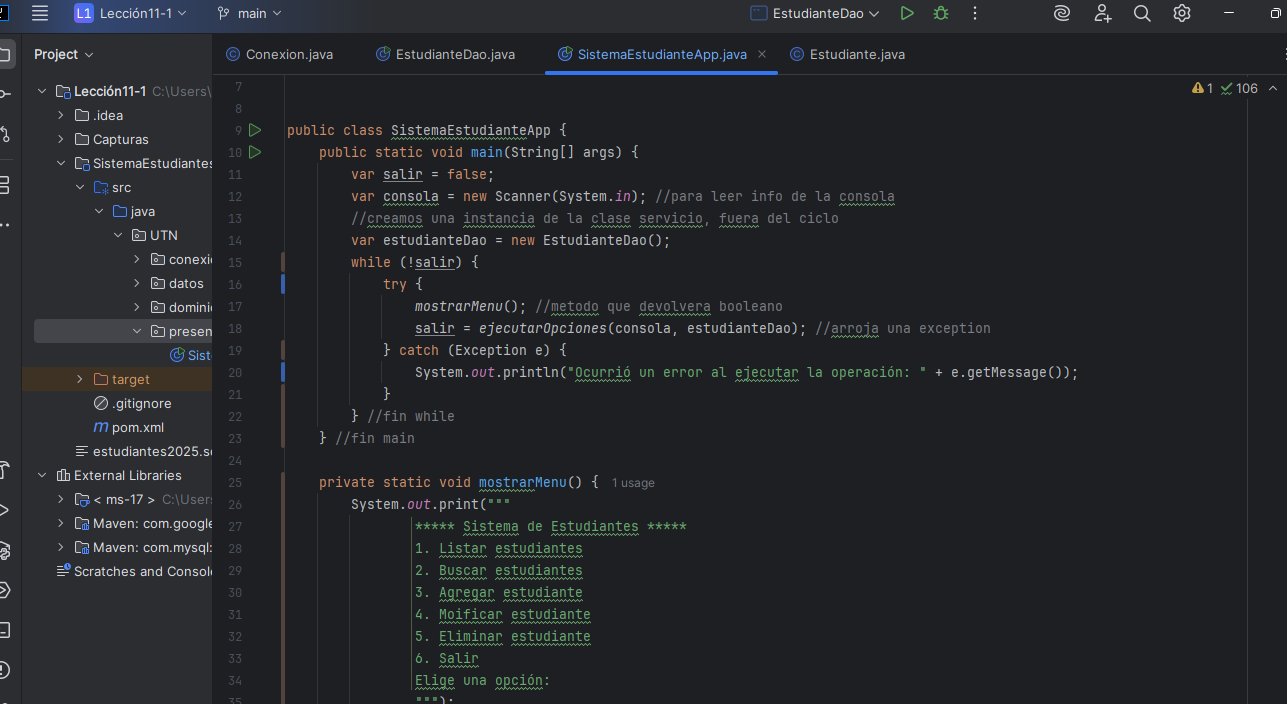 L1 Lección11-1 main EstudianteDao
Project
Conexion.java EstudianteDao.java SistemaEstudianteApp.java Estudiante.java
1 106
Lección11-1 C:\Users\
.idea
Capturas
SistemaEstudiantes
src
java
UTN
conexi
datos
domini
presen
Sist
target
.gitignore
pom.xml
estudiantes2025.s
External Libraries
< ms-17 > C:\User
Maven: com.google
Maven: com.mysql:
Scratches and Consol
7
8
9 public class SistemaEstudianteApp {
10 public static void main(String[] args) {
11 var salir = false;
12 var consola = new Scanner(System.in); //para leer info de la consola
13 //creamos una instancia de la clase servicio, fuera del ciclo
14 var estudianteDao = new EstudianteDao();
15 while (!salir) {
16 try {
17 mostrarMenu(); //metodo que devolvera booleano
18 salir = ejecutarOpciones(consola, estudianteDao); //arroja una exception
19 } catch (Exception e) {
20 System.out.println("Ocurrió un error al ejecutar la operación: " + e.getMessage());
21 }
22 } //fin while
23 } //fin main
24
25 private static void mostrarMenu() { 1 usage
26 System.out.print("""
27 ***** Sistema de Estudiantes *****
28 1. Listar estudiantes
29 2. Buscar estudiantes
30 3. Agregar estudiante
31 4. Moificar estudiante
32 5. Eliminar estudiante
33 6. Salir
34 Elige una opción:
35 """);